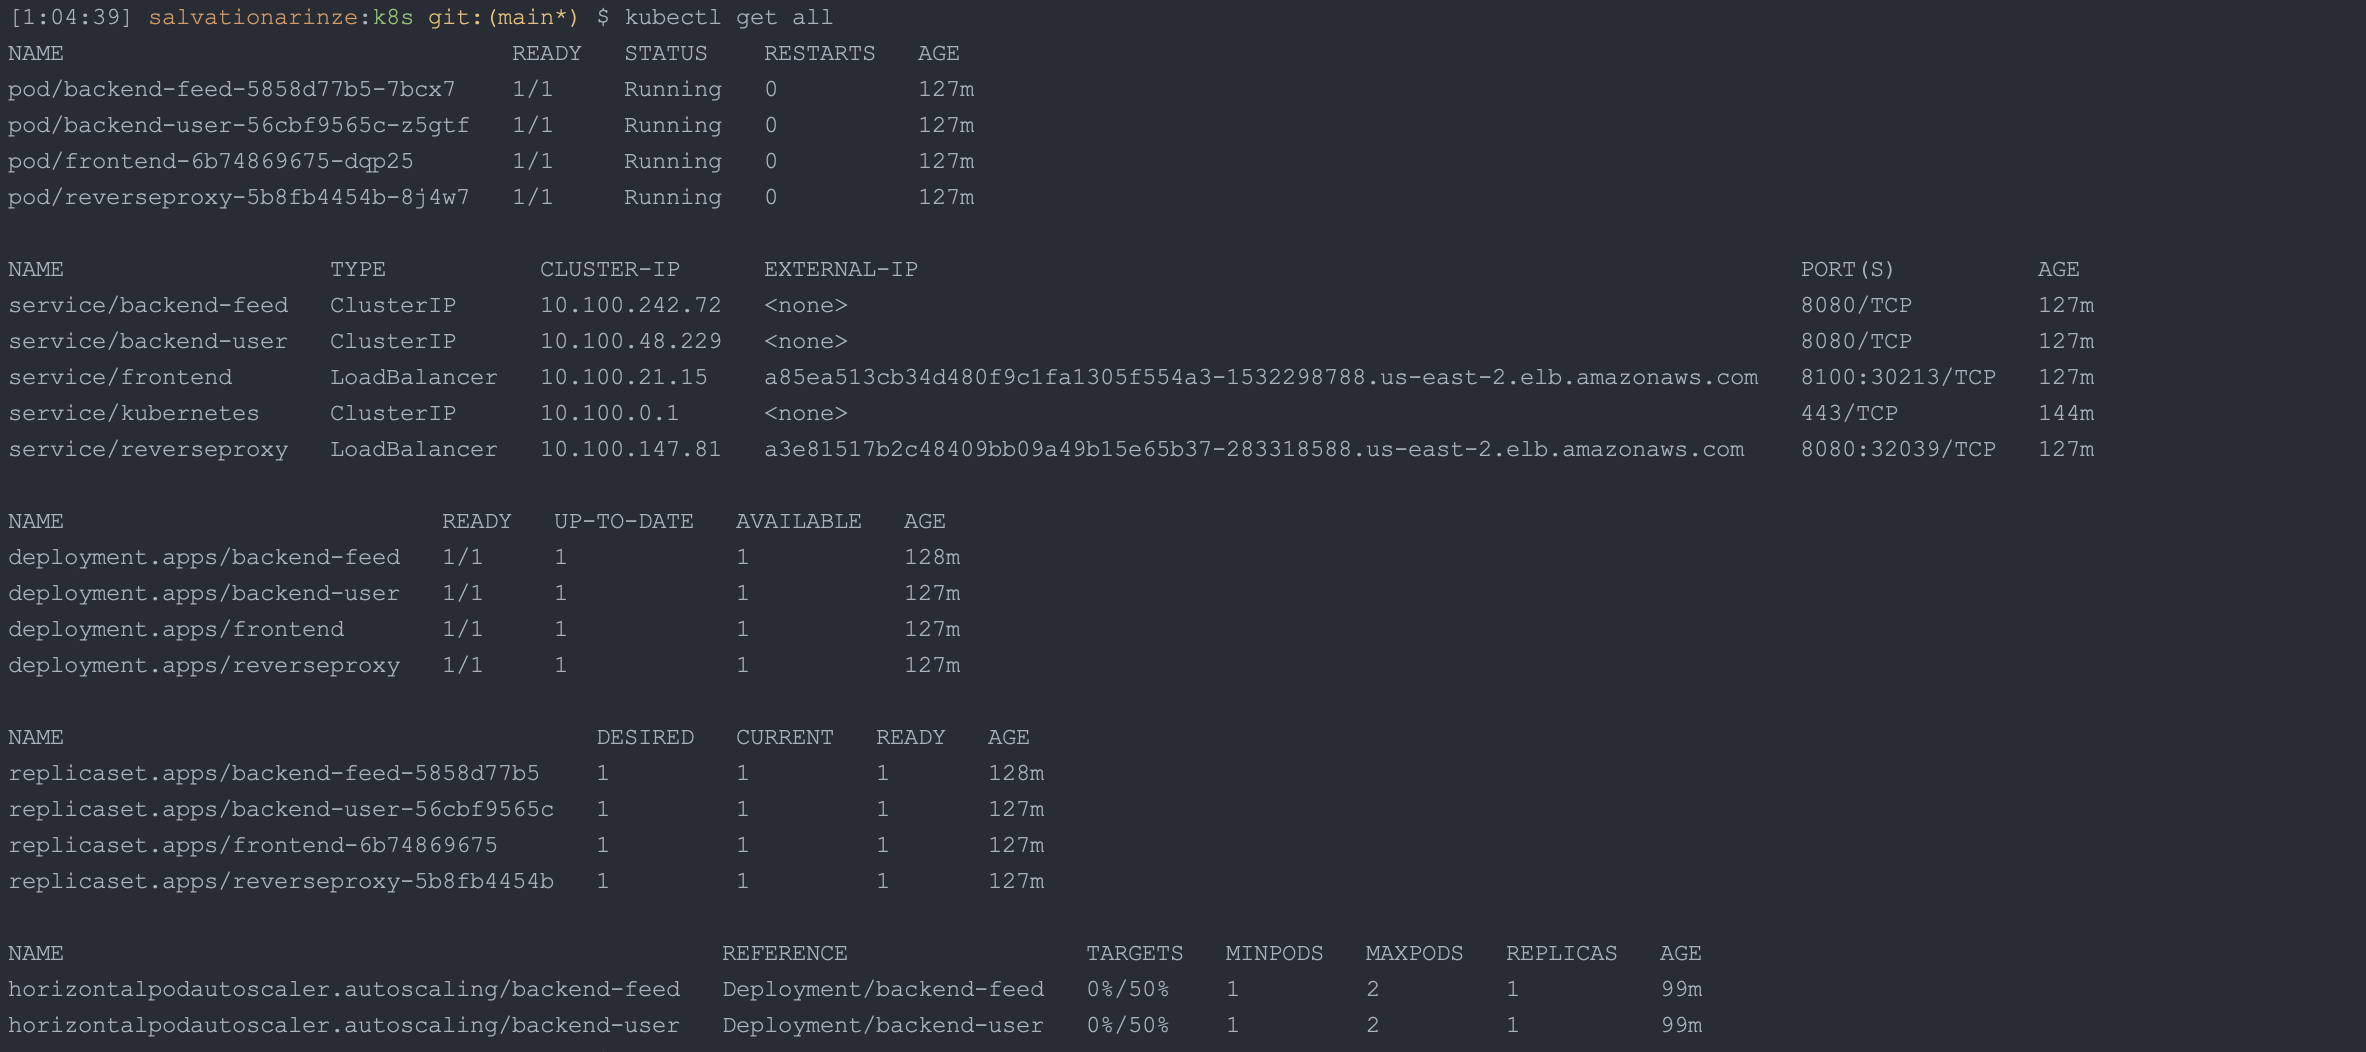 [1:04:39] salvationarinze:k8s git:(main*) $ kubectl get all
NAME READY STATUS RESTARTS AGE
pod/backend-feed-5858d77b5-7bcx7 1/1 Running 0 127m
pod/backend-user-56cbf9565c-z5gtf 1/1 Running 0 127m
pod/frontend-6b74869675-dqp25 1/1 Running 0 127m
pod/reverseproxy-5b8fb4454b-8j4w7 1/1 Running 0 127m
NAME TYPE CLUSTER-IP EXTERNAL-IP PORT(S) AGE
service/backend-feed ClusterIP 10.100.242.72 <none> 8080/TCP 127m
service/backend-user ClusterIP 10.100.48.229 <none> 8080/TCP 127m
service/frontend LoadBalancer 10.100.21.15 a85ea513cb34d480f9c1fa1305f554a3-1532298788.us-east-2.elb.amazonaws.com 8100:30213/TCP 127m
service/kubernetes ClusterIP 10.100.0.1 <none> 443/TCP 144m
service/reverseproxy LoadBalancer 10.100.147.81 a3e81517b2c48409bb09a49b15e65b37-283318588.us-east-2.elb.amazonaws.com 8080:32039/TCP 127m
NAME READY UP-TO-DATE AVAILABLE AGE
deployment.apps/backend-feed 1/1 1 1 128m
deployment.apps/backend-user 1/1 1 1 127m
deployment.apps/frontend 1/1 1 1 127m
deployment.apps/reverseproxy 1/1 1 1 127m
NAME DESIRED CURRENT READY AGE
replicaset.apps/backend-feed-5858d77b5 1 1 1 128m
replicaset.apps/backend-user-56cbf9565c 1 1 1 127m
replicaset.apps/frontend-6b74869675 1 1 1 127m
replicaset.apps/reverseproxy-5b8fb4454b 1 1 1 127m
NAME REFERENCE TARGETS MINPODS MAXPODS REPLICAS AGE
horizontalpodautoscaler.autoscaling/backend-feed Deployment/backend-feed 0%/50% 1 2 1 99m
horizontalpodautoscaler.autoscaling/backend-user Deployment/backend-user 0%/50% 1 2 1 99m